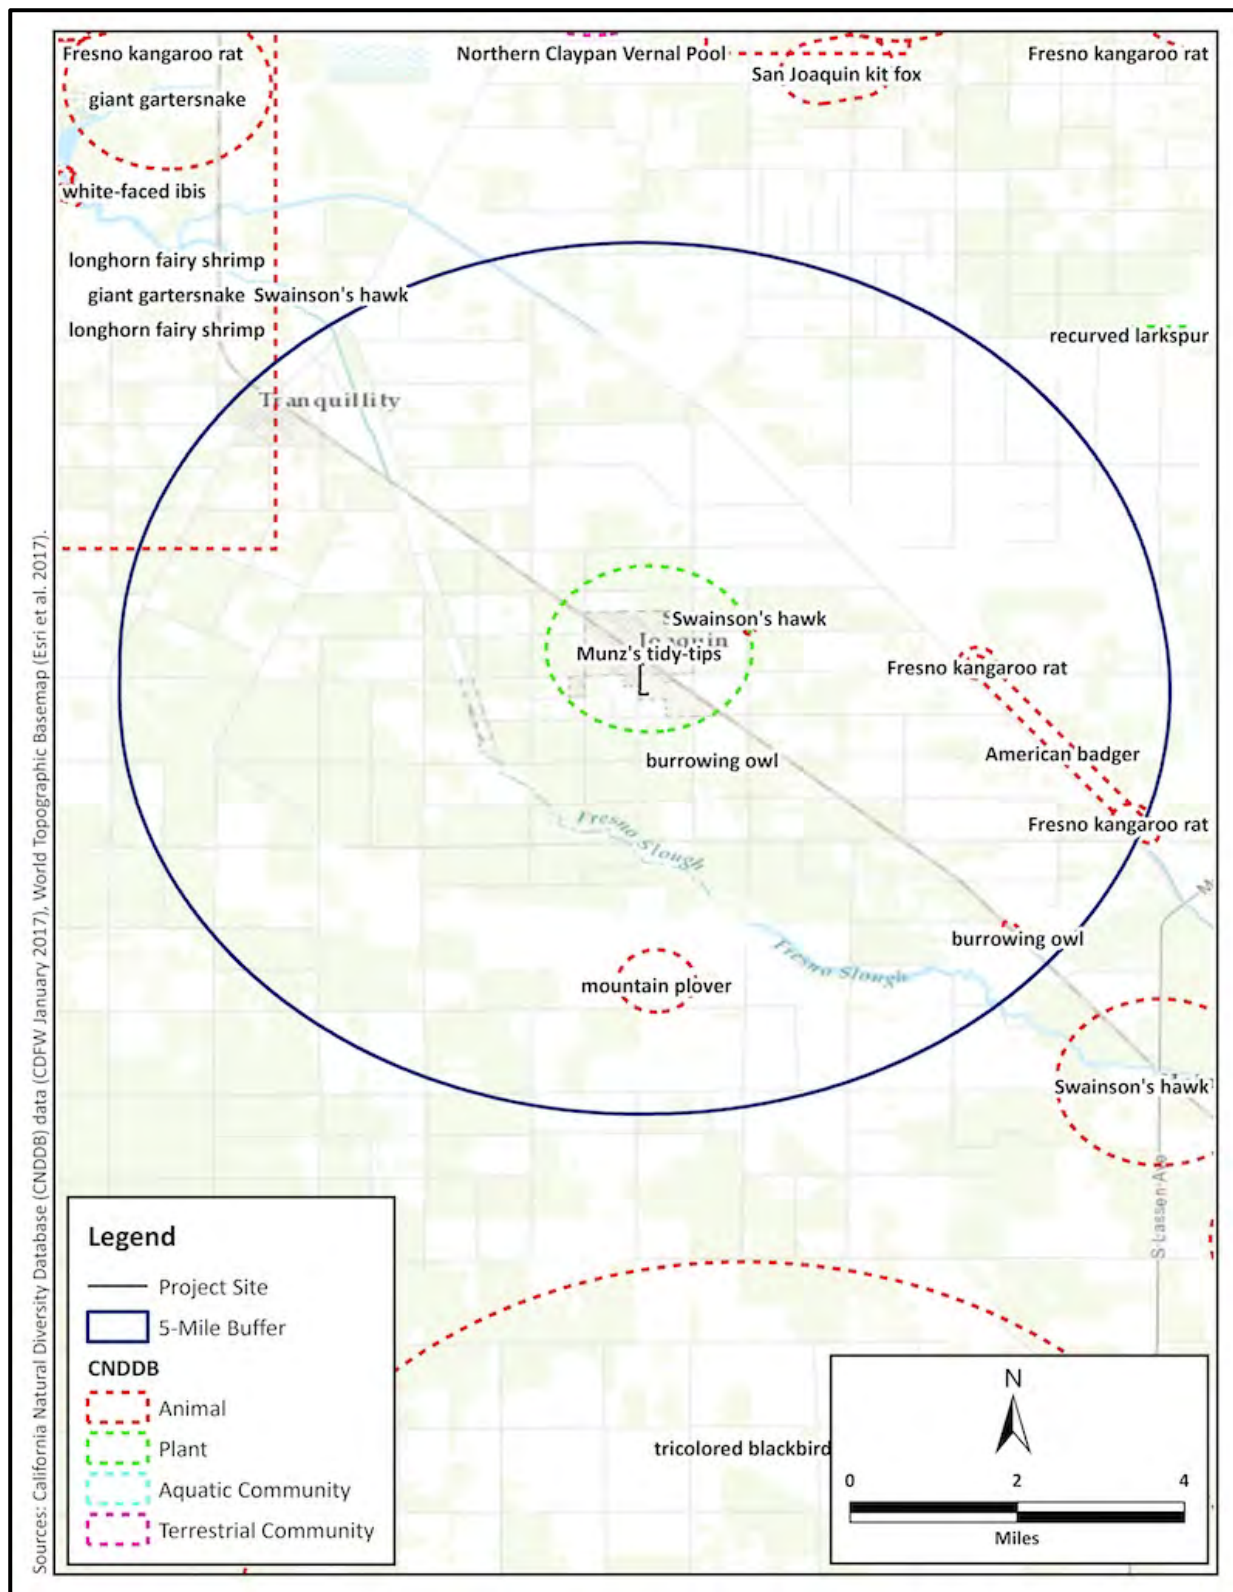 Fresno kangaroo rat
Northern Claypan Vernal Pool
Fresno kangaroo rat
San Joaquin kit fox
giant gartersnake
white-faced ibis
longhorn fairy shrimp
giant gartersnake
Swainson's hawk
longhorn fairy shrimp
recurved larkspur
Tranquillity
Swainson's hawk
Joaquin
Munz's tidy-tips
Fresno kangaroo rat
burrowing owl
American badger
Fresno Slough
Fresno kangaroo rat
burrowing owl
Fresno Slough
mountain plover
Swainson's hawk
S Lassen Ave
tricolored blackbird
Legend
Project Site
5-Mile Buffer
CNDDB
Animal
Plant
Aquatic Community
Terrestrial Community
N
0 2 4
Miles
Sources: California Natural Diversity Database (CNDDB) data (CDFW January 2017), World Topographic Basemap (Esri et al. 2017).